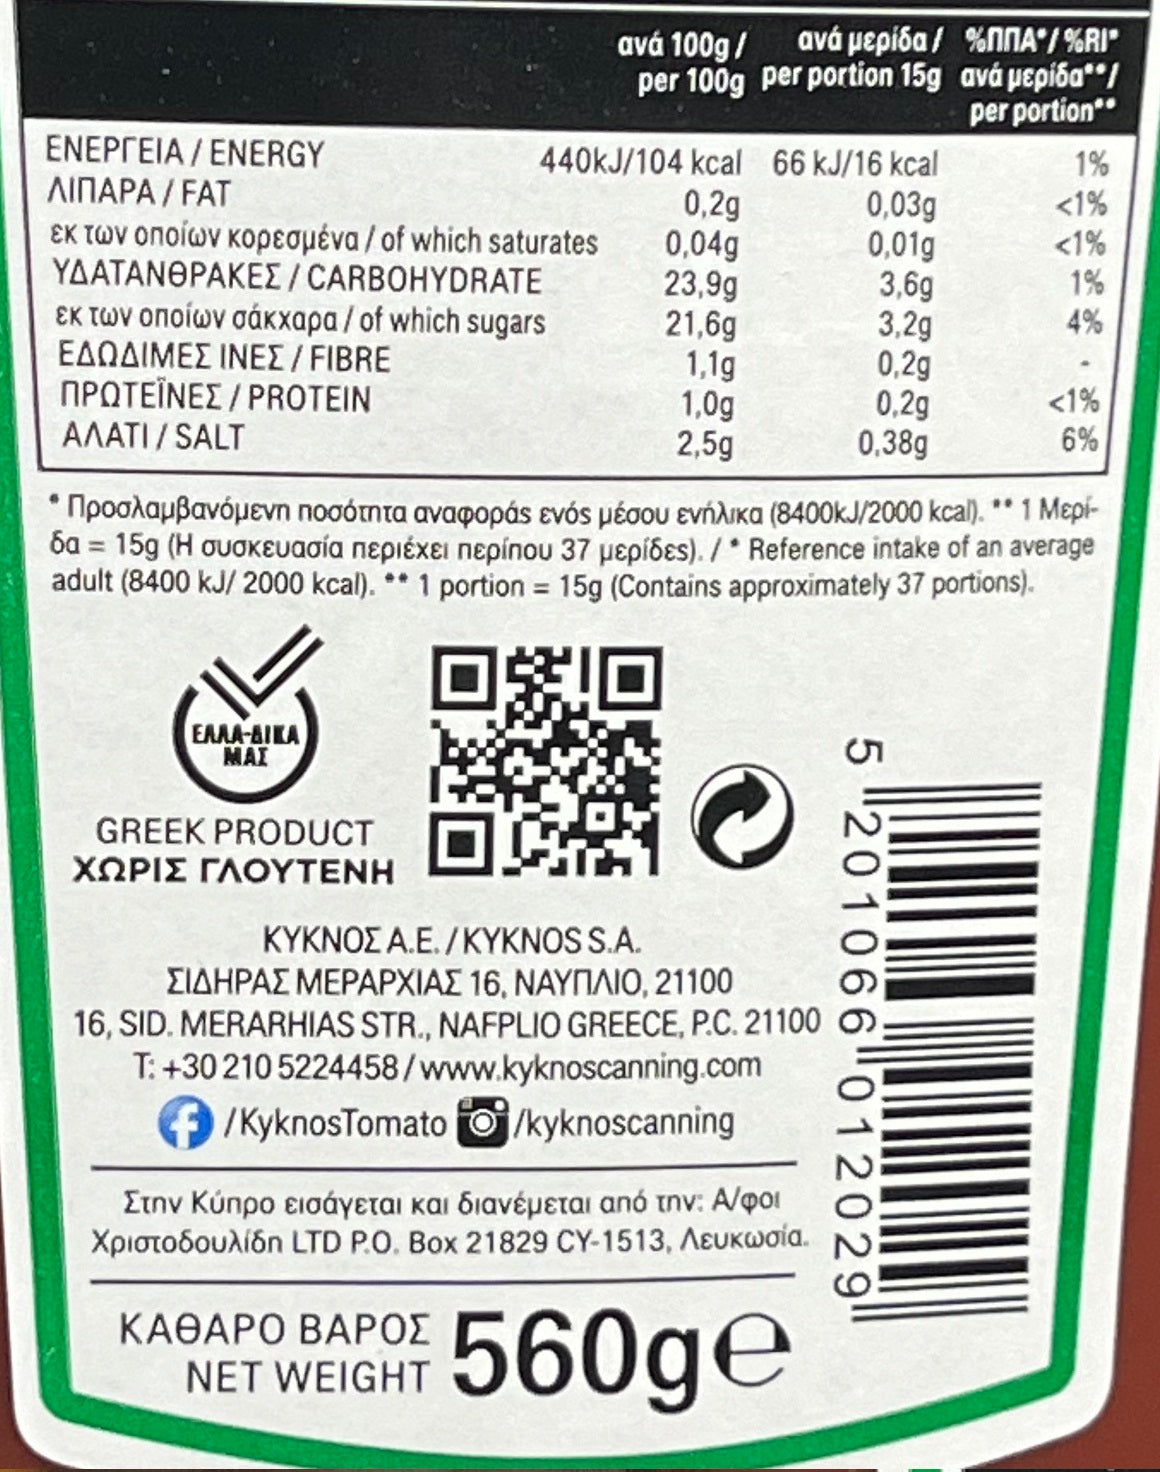 ανά 100g / ανά μερίδα / %ΠΠΑ*/ %RI*
per 100g per portion 15g ανά μερίδα**/
per portion**
ΕΝΕΡΓΕΙΑ / ENERGY 440kJ/104 kcal 66 kJ/16 kcal 1%
ΛΙΠΑΡΑ / FAT 0,2g 0,03g <1%
εκ των οποίων κορεσμένα / of which saturates 0,04g 0,01g <1%
ΥΔΑΤΑΝΘΡΑΚΕΣ / CARBOHYDRATE 23,9g 3,6g 1%
εκ των οποίων σάκχαρα / of which sugars 21,6g 3,2g 4%
ΕΔΩΔΙΜΕΣ ΙΝΕΣ / FIBRE 1,1g 0,2g -
ΠΡΩΤΕΪΝΕΣ / PROTEIN 1,0g 0,2g <1%
ΑΛΑΤΙ / SALT 2,5g 0,38g 6%
* Προσλαμβανόμενη ποσότητα αναφοράς ενός μέσου ενήλικα (8400kJ/2000 kcal). ** 1 Μερί-
δα = 15g (Η συσκευασία περιέχει περίπου 37 μερίδες). / * Reference intake of an average
adult (8400 kJ/ 2000 kcal). ** 1 portion = 15g (Contains approximately 37 portions).
ΕΛΛΑ-ΔΙΚΑ
ΜΑΣ
GREEK PRODUCT
ΧΩΡΙΣ ΓΛΟΥΤΕΝΗ
ΚΥΚΝΟΣ Α.Ε. / KYKNOS S.A.
ΣΙΔΗΡΑΣ ΜΕΡΑΡΧΙΑΣ 16, ΝΑΥΠΛΙΟ, 21100
16, SID. MERARHIAS STR., NAFPLIO GREECE, P.C. 21100
T: +30 210 5224458 / www.kyknoscanning.com
/KyknosTomato /kyknoscanning
Στην Κύπρο εισάγεται και διανέμεται από την: Α/φοι
Χριστοδουλίδη LTD P.O. Box 21829 CY-1513, Λευκωσία.
ΚΑΘΑΡΟ ΒΑΡΟΣ 560g e
NET WEIGHT
5 201066 012029